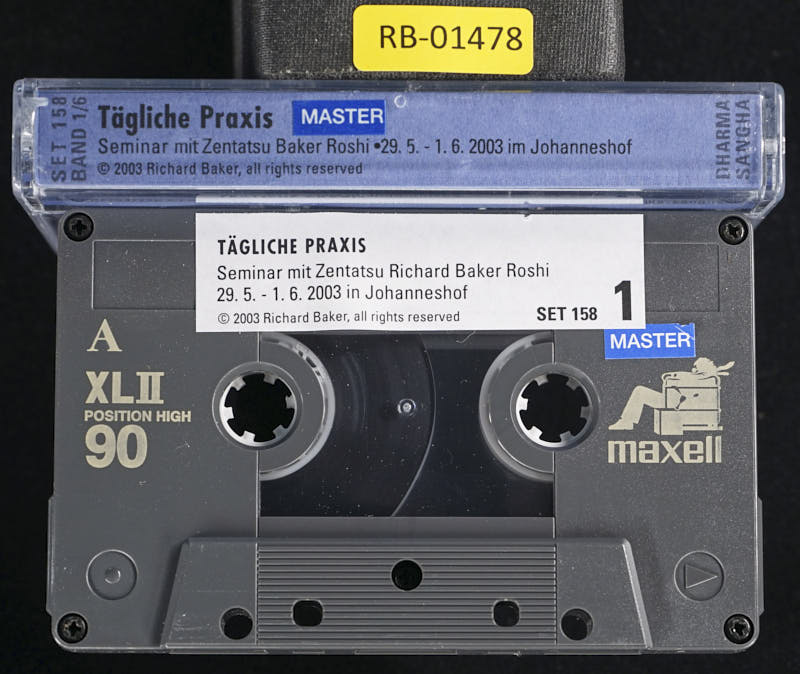 RB-01478
SET 158
BAND 1/6
Tägliche Praxis MASTER
Seminar mit Zentatsu Baker Roshi • 29. 5. - 1. 6. 2003 im Johanneshof
© 2003 Richard Baker, all rights reserved
DHARMA
SANGHA
TÄGLICHE PRAXIS
Seminar mit Zentatsu Richard Baker Roshi
29. 5. - 1. 6. 2003 in Johanneshof
© 2003 Richard Baker, all rights reserved
SET 158 1
MASTER
A
XLII
POSITION HIGH
90
maxell